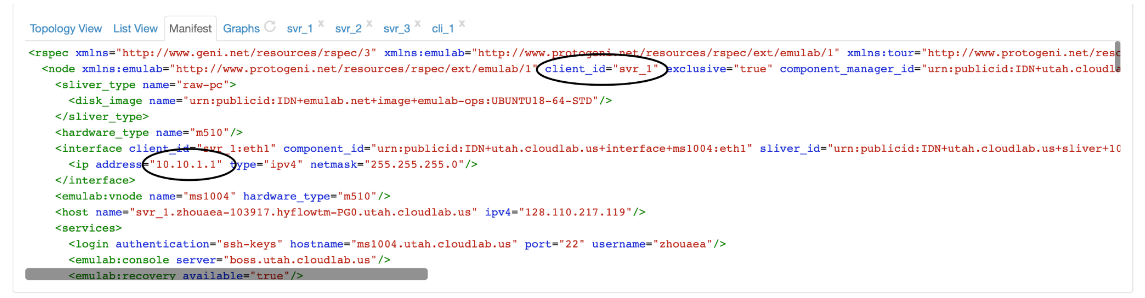 Topology View List View Manifest Graphs svr_1 x svr_2 x svr_3 x cli_1 x
<rspec xmlns="http://www.geni.net/resources/rspec/3" xmlns:emulab="http://www.protogeni.net/resources/rspec/ext/emulab/1" xmlns:tour="http://www.protogeni.net/resources/resc
<node xmlns:emulab="http://www.protogeni.net/resources/rspec/ext/emulab/1" client_id="svr_1" exclusive="true" component_manager_id="urn:publicid:IDN+utah.cloudla
<sliver_type name="raw-pc">
<disk_image name="urn:publicid:IDN+emulab.net+image+emulab-ops:UBUNTU18-64-STD"/>
</sliver_type>
<hardware_type name="m510"/>
<interface client_id="svr_1:eth1" component_id="urn:publicid:IDN+utah.cloudlab.us+interface+ms1004:eth1" sliver_id="urn:publicid:IDN+utah.cloudlab.us+sliver+10
<ip address="10.10.1.1" type="ipv4" netmask="255.255.255.0"/>
</interface>
<emulab:vnode name="ms1004" hardware_type="m510"/>
<host name="svr_1.zhouaea-103917.hyflowtm-PG0.utah.cloudlab.us" ipv4="128.110.217.119"/>
<services>
<login authentication="ssh-keys" hostname="ms1004.utah.cloudlab.us" port="22" username="zhouaea"/>
<emulab:console server="boss.utah.cloudlab.us"/>
<emulab:recovery available="true"/>